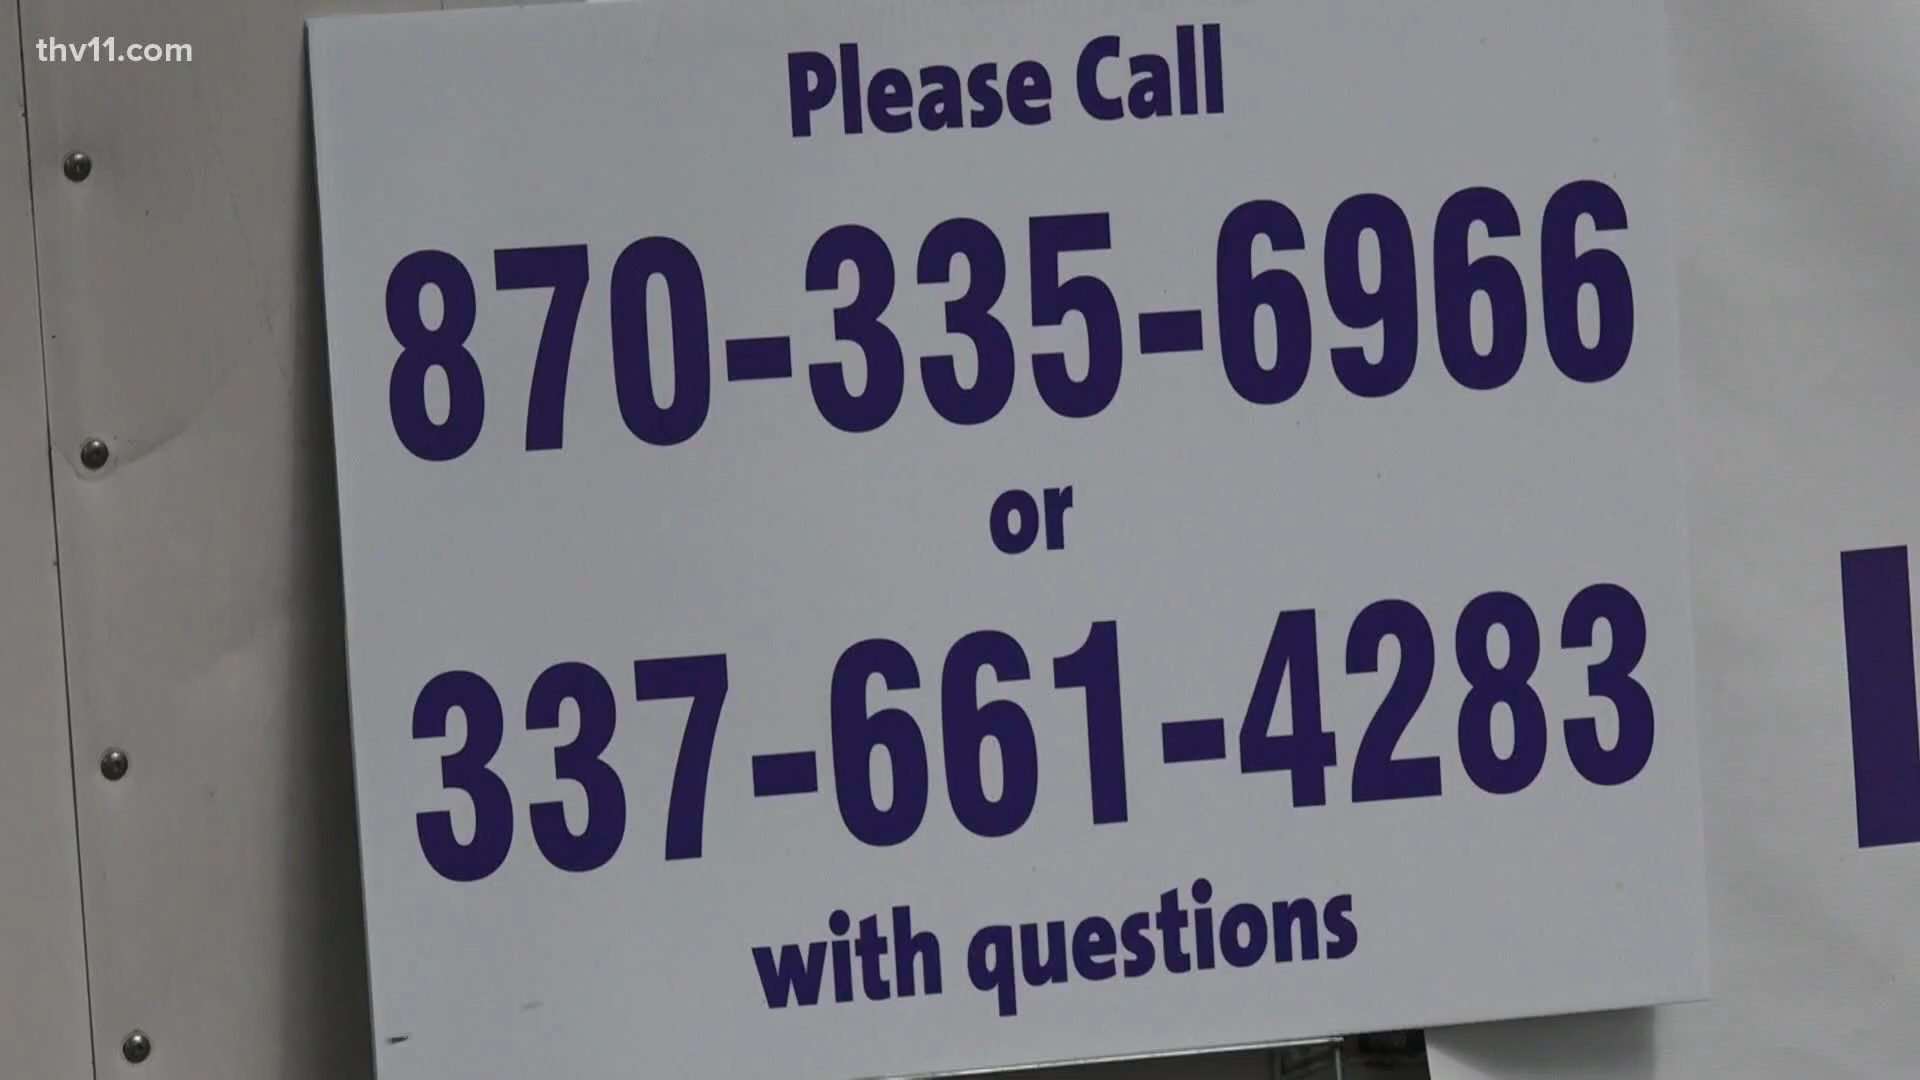 thv11.com
Please Call
870-335-6966
or
337-661-4283
with questions